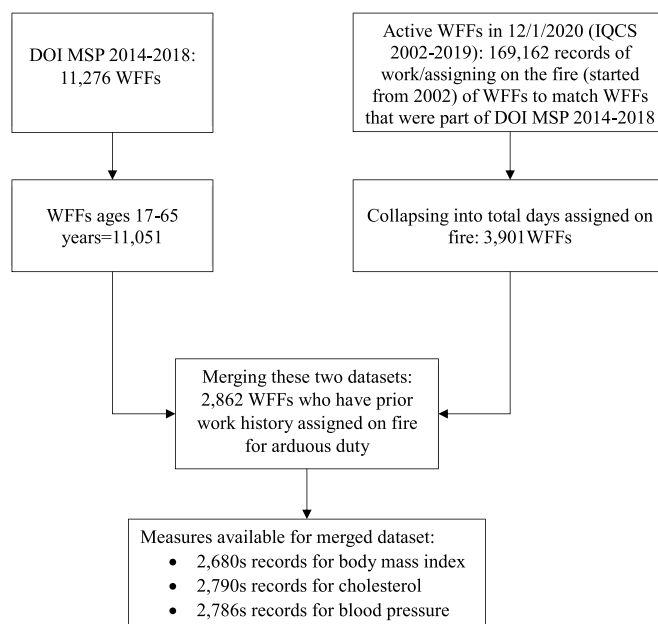 DOI MSP 2014-2018:
11,276 WFFs
Active WFFs in 12/1/2020 (IQCS
2002-2019): 169,162 records of
work/assigning on the fire (started
from 2002) of WFFs to match WFFs
that were part of DOI MSP 2014-2018
WFFs ages 17-65
years=11,051
Collapsing into total days assigned on
fire: 3,901WFFs
Merging these two datasets:
2,862 WFFs who have prior
work history assigned on fire
for arduous duty
Measures available for merged dataset:
• 2,680s records for body mass index
• 2,790s records for cholesterol
• 2,786s records for blood pressure